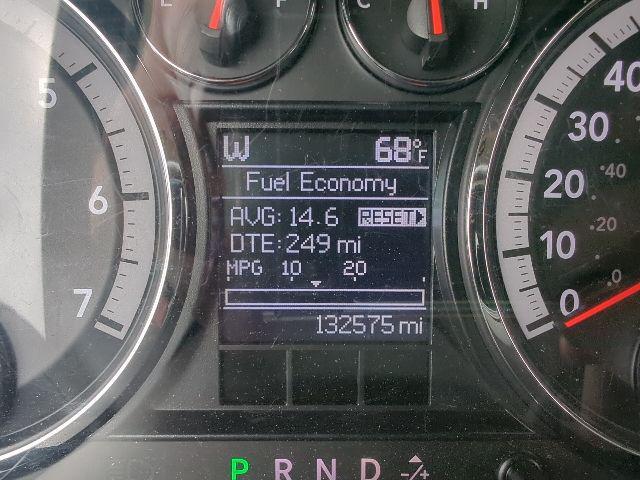 E F C H
5
6
7
W 68°F
Fuel Economy
AVG: 14.6 RESET
DTE: 249 mi
MPG 10 20
132575 mi
40
30
20 40
10 20
0 0
P R N D -/+